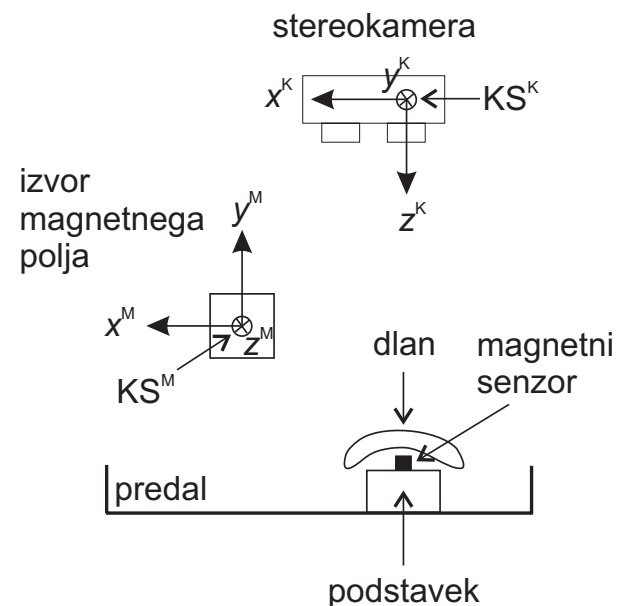 stereokamera
x^K
y^K
KS^K
z^K
izvor
magnetnega
polja
y^M
x^M
z^M
KS^M
dlan
magnetni
senzor
predal
podstavek